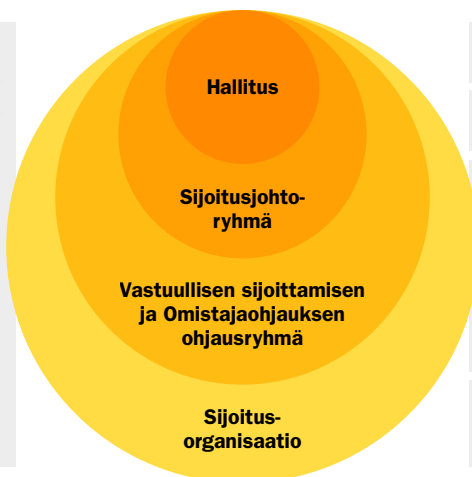 Hallitus
Sijoitusjohto-
ryhmä
Vastuullisen sijoittamisen
ja Omistajaohjauksen
ohjausryhmä
Sijoitus-
organisaatio